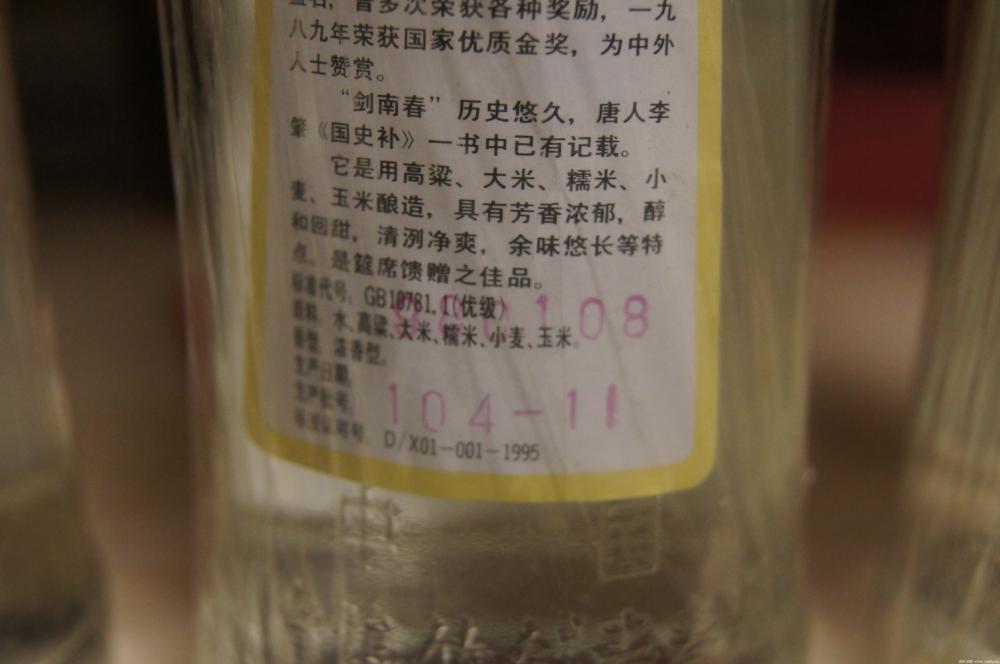 名，曾多次荣获各种奖励，一九
八九年荣获国家优质金奖，为中外
人士赞赏。
“剑南春”历史悠久，唐人李
肇《国史补》一书中已有记载。
它是用高粱、大米、糯米、小
麦、玉米酿造，具有芳香浓郁，醇
和回甜，清洌净爽，余味悠长等特
点。是筵席馈赠之佳品。
标准代号：GB10781.1(优级)
980108
原料：水、高粱、大米、糯米、小麦、玉米。
香型：浓香型。
生产日期
生产批号：
104-11
D/X01-001-1995
中